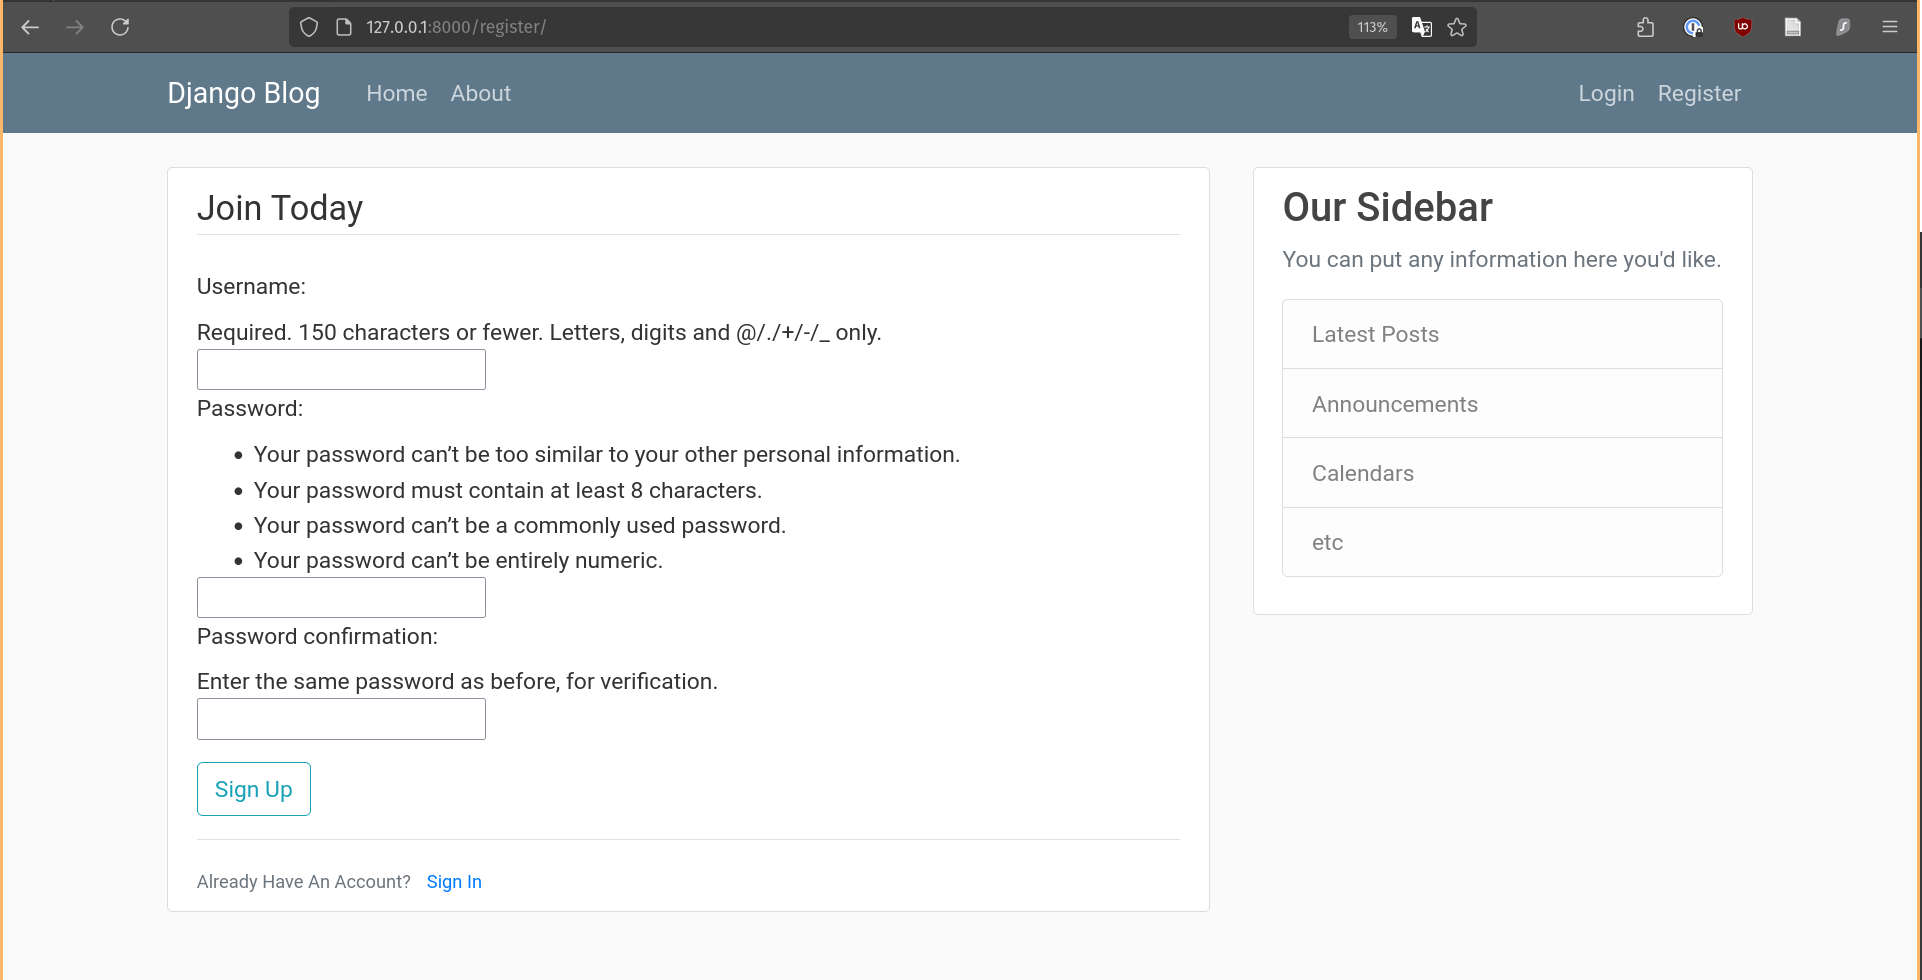 127.0.0.1:8000/register/
113%
Django Blog
Home
About
Login
Register
Join Today
Username:
Required. 150 characters or fewer. Letters, digits and @/./+/-/_ only.
Password:
Your password can’t be too similar to your other personal information.
Your password must contain at least 8 characters.
Your password can’t be a commonly used password.
Your password can’t be entirely numeric.
Password confirmation:
Enter the same password as before, for verification.
Sign Up
Already Have An Account? Sign In
Our Sidebar
You can put any information here you'd like.
Latest Posts
Announcements
Calendars
etc